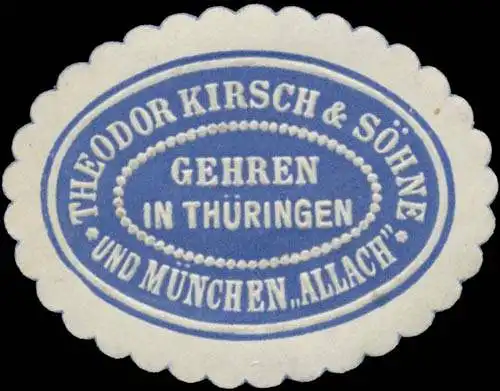 THEODOR KIRSCH & SÖHNE
GEHREN
IN THÜRINGEN
* UND MÜNCHEN „ALLACH" *